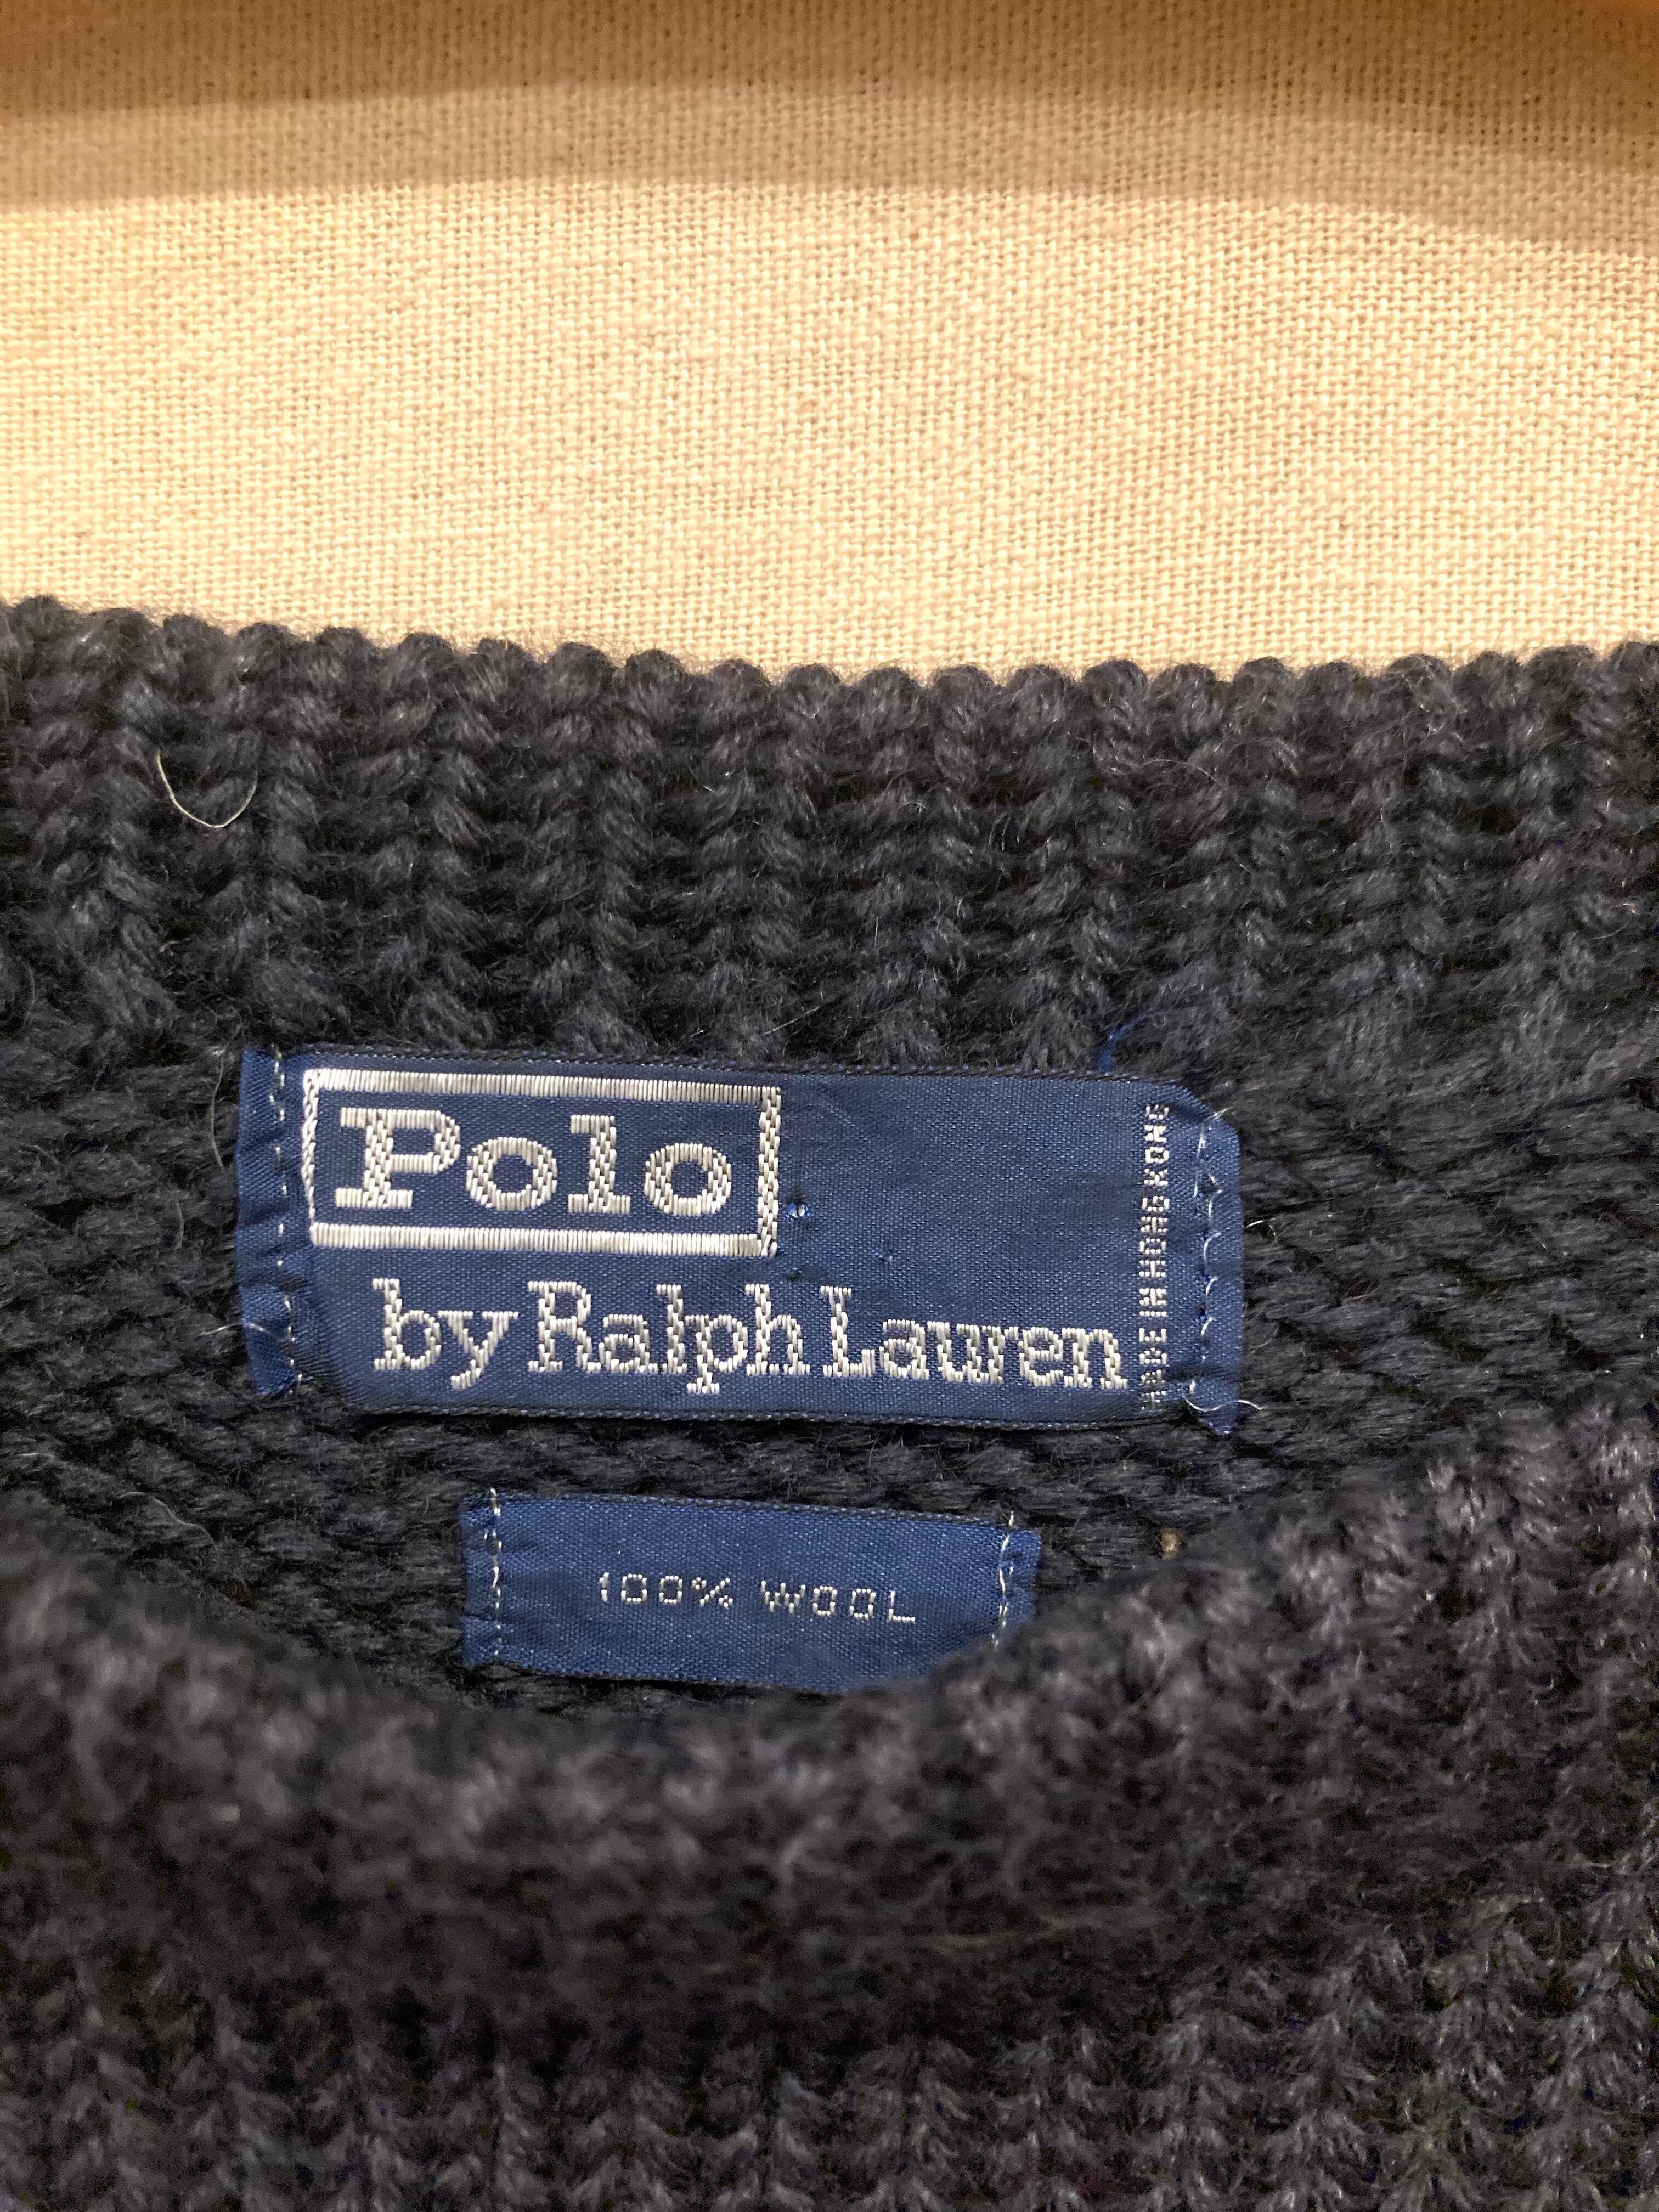 Polo
by Ralph Lauren
MADE IN HONG KONG
100% WOOL